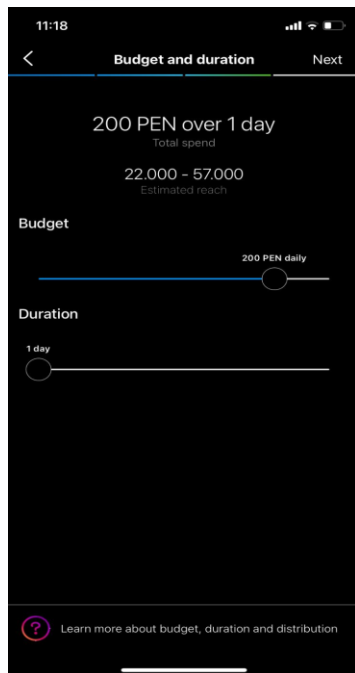 11:18
Budget and duration
Next
200 PEN over 1 day
Total spend
22.000 - 57.000
Estimated reach
Budget
200 PEN daily
Duration
1 day
? Learn more about budget, duration and distribution